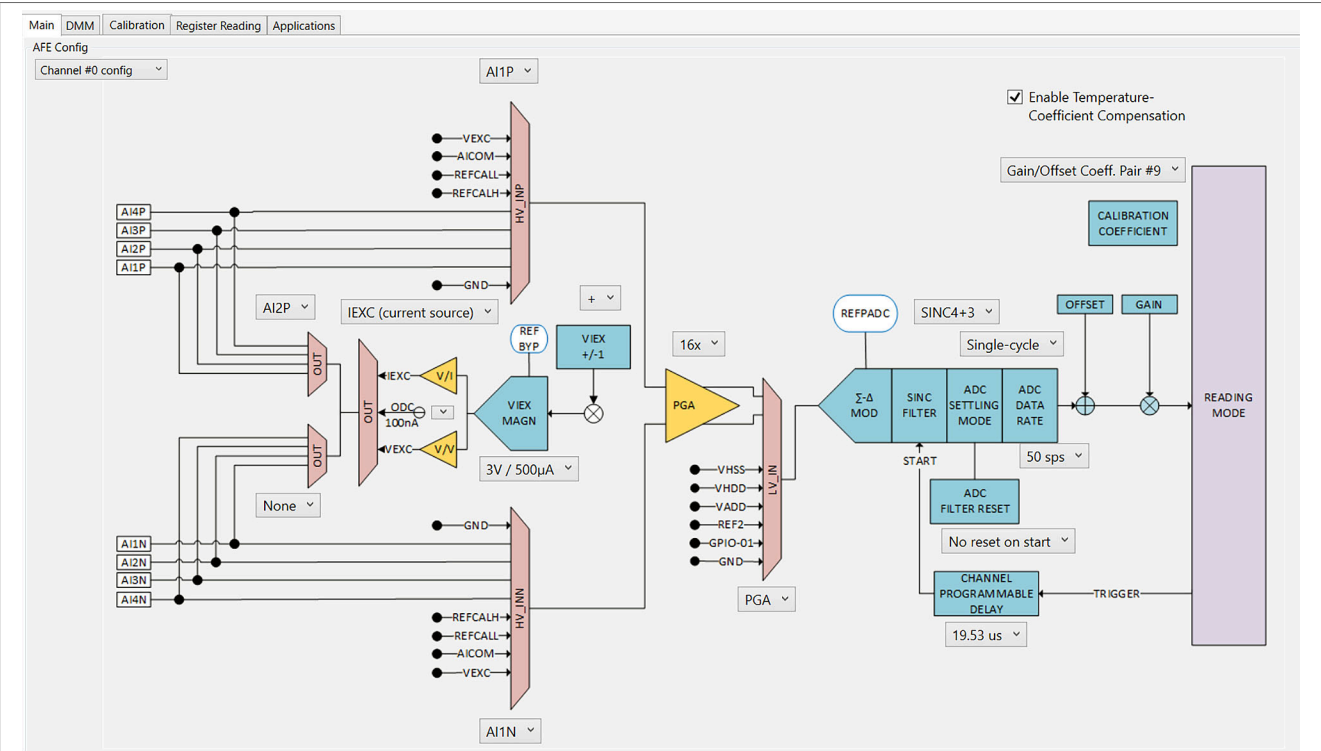 Main
DMM
Calibration
Register Reading
Applications
AFE Config
Channel #0 config
AI1P
Enable Temperature-
Coefficient Compensation
VEXC
AICOM
REFCALL
REFCALH
HV_INP
GND
Gain/Offset Coeff. Pair #9
CALIBRATION
COEFFICIENT
AI4P
AI3P
AI2P
AI1P
AI2P
IEXC (current source)
+
REF
BYP
VIEX
+/-1
16x
REFPADC
SINC4+3
Single-cycle
OFFSET
GAIN
OUT
OUT
OUT
IEXC
V/I
ODC
100nA
VEXC
V/V
VIEX
MAGN
3V / 500µA
PGA
LV_IN
Σ-Δ
MOD
SINC
FILTER
ADC
SETTLING
MODE
ADC
DATA
RATE
READING
MODE
50 sps
START
None
VHSS
VHDD
VADD
REF2
GPIO-01
GND
PGA
ADC
FILTER RESET
No reset on start
CHANNEL
PROGRAMMABLE
DELAY
TRIGGER
19.53 us
AI1N
AI2N
AI3N
AI4N
GND
HV_INN
REFCALH
REFCALL
AICOM
VEXC
AI1N